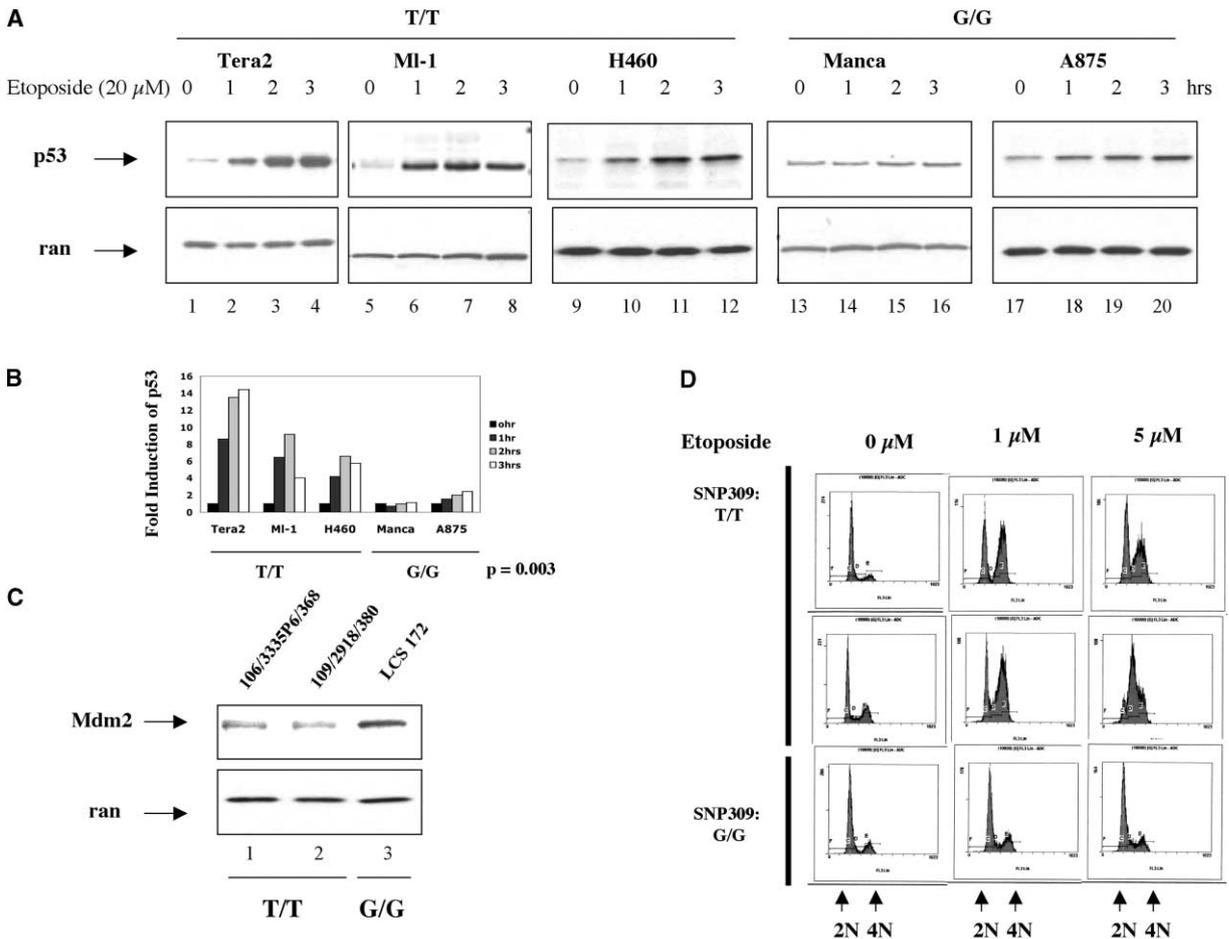 A
T/T G/G
Tera2 Ml-1 H460 Manca A875
Etoposide (20 µM) 0 1 2 3 0 1 2 3 0 1 2 3 0 1 2 3 0 1 2 3 hrs
p53
ran
1 2 3 4 5 6 7 8 9 10 11 12 13 14 15 16 17 18 19 20
B
Fold Induction of p53
16
14
12
10
8
6
4
2
0
ohr
1hr
2hrs
3hrs
Tera2 Ml-1 H460 Manca A875
T/T G/G p = 0.003
C
106/3335P6/368 109/2918/380 LCS 172
Mdm2
ran
1 2 3
T/T G/G
D
Etoposide 0 µM 1 µM 5 µM
SNP309:
T/T
SNP309:
G/G
2N 4N 2N 4N 2N 4N